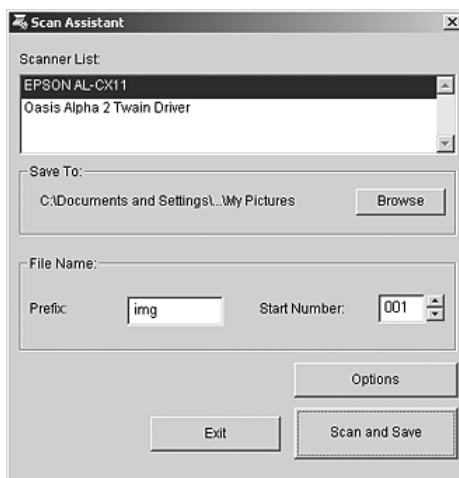 Scan Assistant
Scanner List:
EPSON AL-CX11
Oasis Alpha 2 Twain Driver
Save To:
C:\Documents and Settings\...\My Pictures
Browse
File Name:
Prefix: img Start Number: 001
Options
Exit Scan and Save